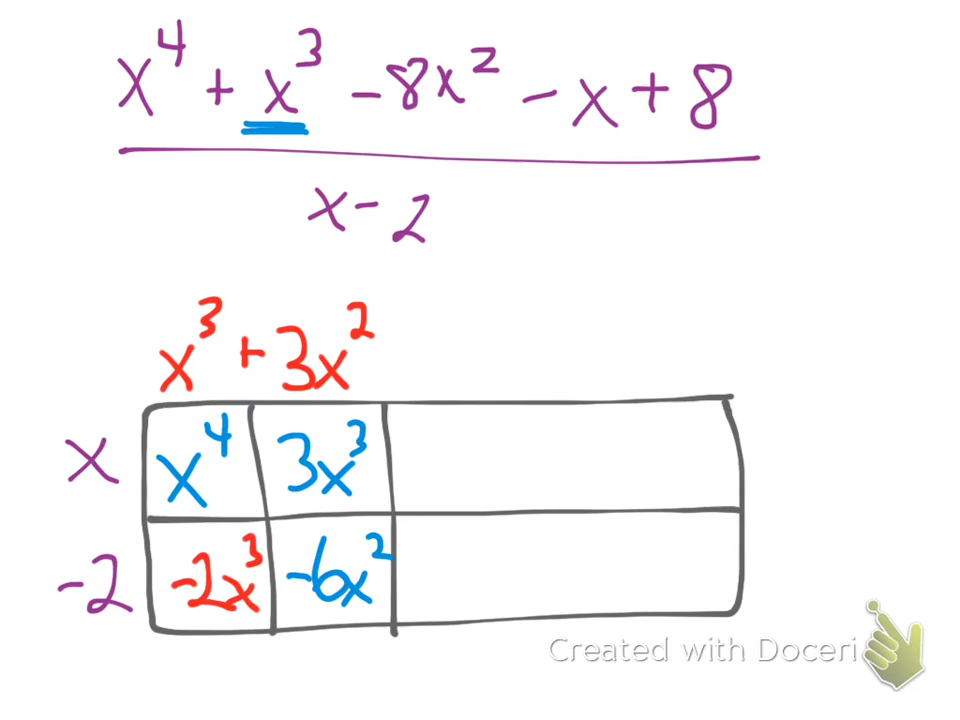 x⁴ + x³ - 8x² - x + 8
x - 2
x³ + 3x²
x x⁴ 3x³
-2 -2x³ -6x²
Created with Doceri